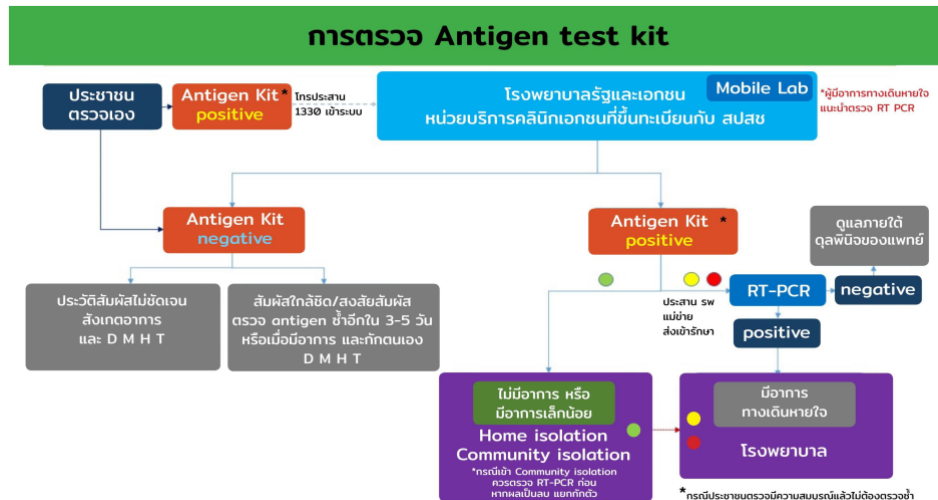 การตรวจ Antigen test kit
ประชาชน
ตรวจเอง
Antigen Kit*
positive
โทรประสาน
1330 เข้าระบบ
Mobile Lab
โรงพยาบาลรัฐและเอกชน
หน่วยบริการคลินิกเอกชนที่ขึ้นทะเบียนกับ สปสช
*ผู้มีอาการทางเดินหายใจ
แนะนำตรวจ RT PCR
Antigen Kit
negative
Antigen Kit *
positive
ดูแลภายใต้
ดุลพินิจของแพทย์
ประวัติสัมผัสไม่ชัดเจน
สังเกตอาการ
และ D M H T
สัมผัสใกล้ชิด/สงสัยสัมผัส
ตรวจ antigen ซ้ำอีกใน 3-5 วัน
หรือเมื่อมีอาการ และกักตนเอง
D M H T
ประสาน รพ
แม่ข่าย
ส่งเข้ารักษา
RT-PCR
negative
positive
ไม่มีอาการ หรือ
มีอาการเล็กน้อย
Home isolation
Community isolation
*กรณีเข้า Community isolation
ควรตรวจ RT-PCR ก่อน
หากผลเป็นลบ แยกกักตัว
มีอาการ
ทางเดินหายใจ
โรงพยาบาล
*กรณีประชาชนตรวจมีความสมบูรณ์แล้วไม่ต้องตรวจซ้ำ